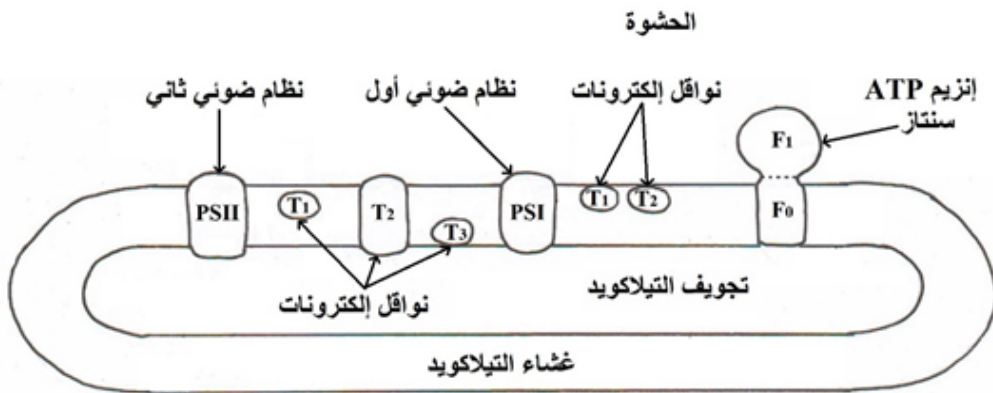 الحشوة
نظام ضوئي ثاني
نظام ضوئي أول
نواقل إلكترونات
إنزيم ATP
سنتاز
F1
PSII
T1
T2
T3
PSI
T1
T2
F0
نواقل إلكترونات
تجويف التيلاكويد
غشاء التيلاكويد